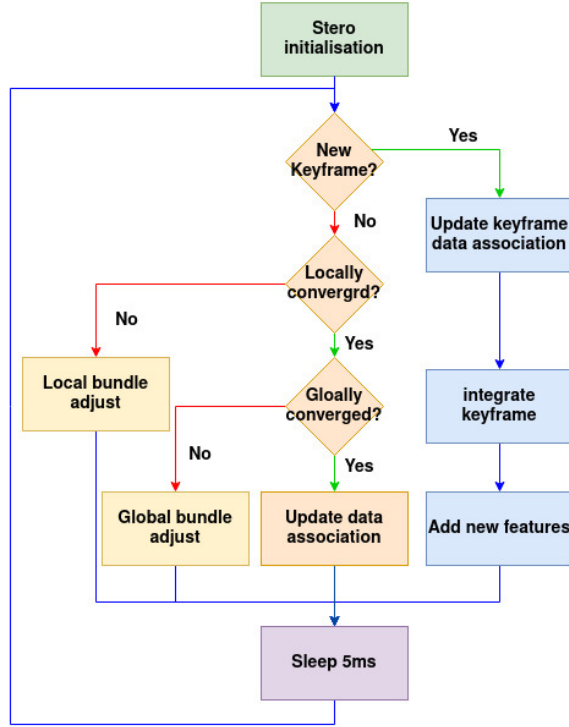 Stero
initialisation
New
Keyframe?
Yes
No
Update keyframe
data association
Locally
convergrd?
No
Yes
Local bundle
adjust
Gloally
converged?
integrate
keyframe
No
Yes
Global bundle
adjust
Update data
association
Add new features
Sleep 5ms